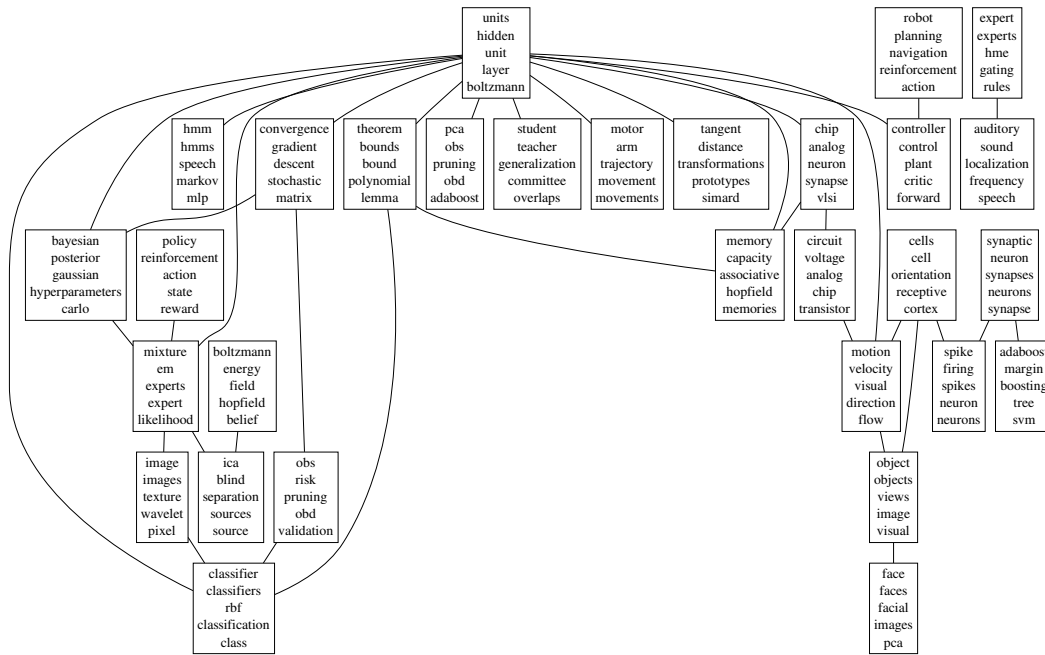 units
hidden
unit
layer
boltzmann
robot
planning
navigation
reinforcement
action
expert
experts
hme
gating
rules
hmm
hmms
speech
markov
mlp
convergence
gradient
descent
stochastic
matrix
theorem
bounds
bound
polynomial
lemma
pca
obs
pruning
obd
adaboost
student
teacher
generalization
committee
overlaps
motor
arm
trajectory
movement
movements
tangent
distance
transformations
prototypes
simard
chip
analog
neuron
synapse
vlsi
controller
control
plant
critic
forward
auditory
sound
localization
frequency
speech
bayesian
posterior
gaussian
hyperparameters
carlo
policy
reinforcement
action
state
reward
memory
capacity
associative
hopfield
memories
circuit
voltage
analog
chip
transistor
cells
cell
orientation
receptive
cortex
synaptic
neuron
synapses
neurons
synapse
mixture
em
experts
expert
likelihood
boltzmann
energy
field
hopfield
belief
motion
velocity
visual
direction
flow
spike
firing
spikes
neuron
neurons
adaboost
margin
boosting
tree
svm
image
images
texture
wavelet
pixel
ica
blind
separation
sources
source
obs
risk
pruning
obd
validation
object
objects
views
image
visual
classifier
classifiers
rbf
classification
class
face
faces
facial
images
pca